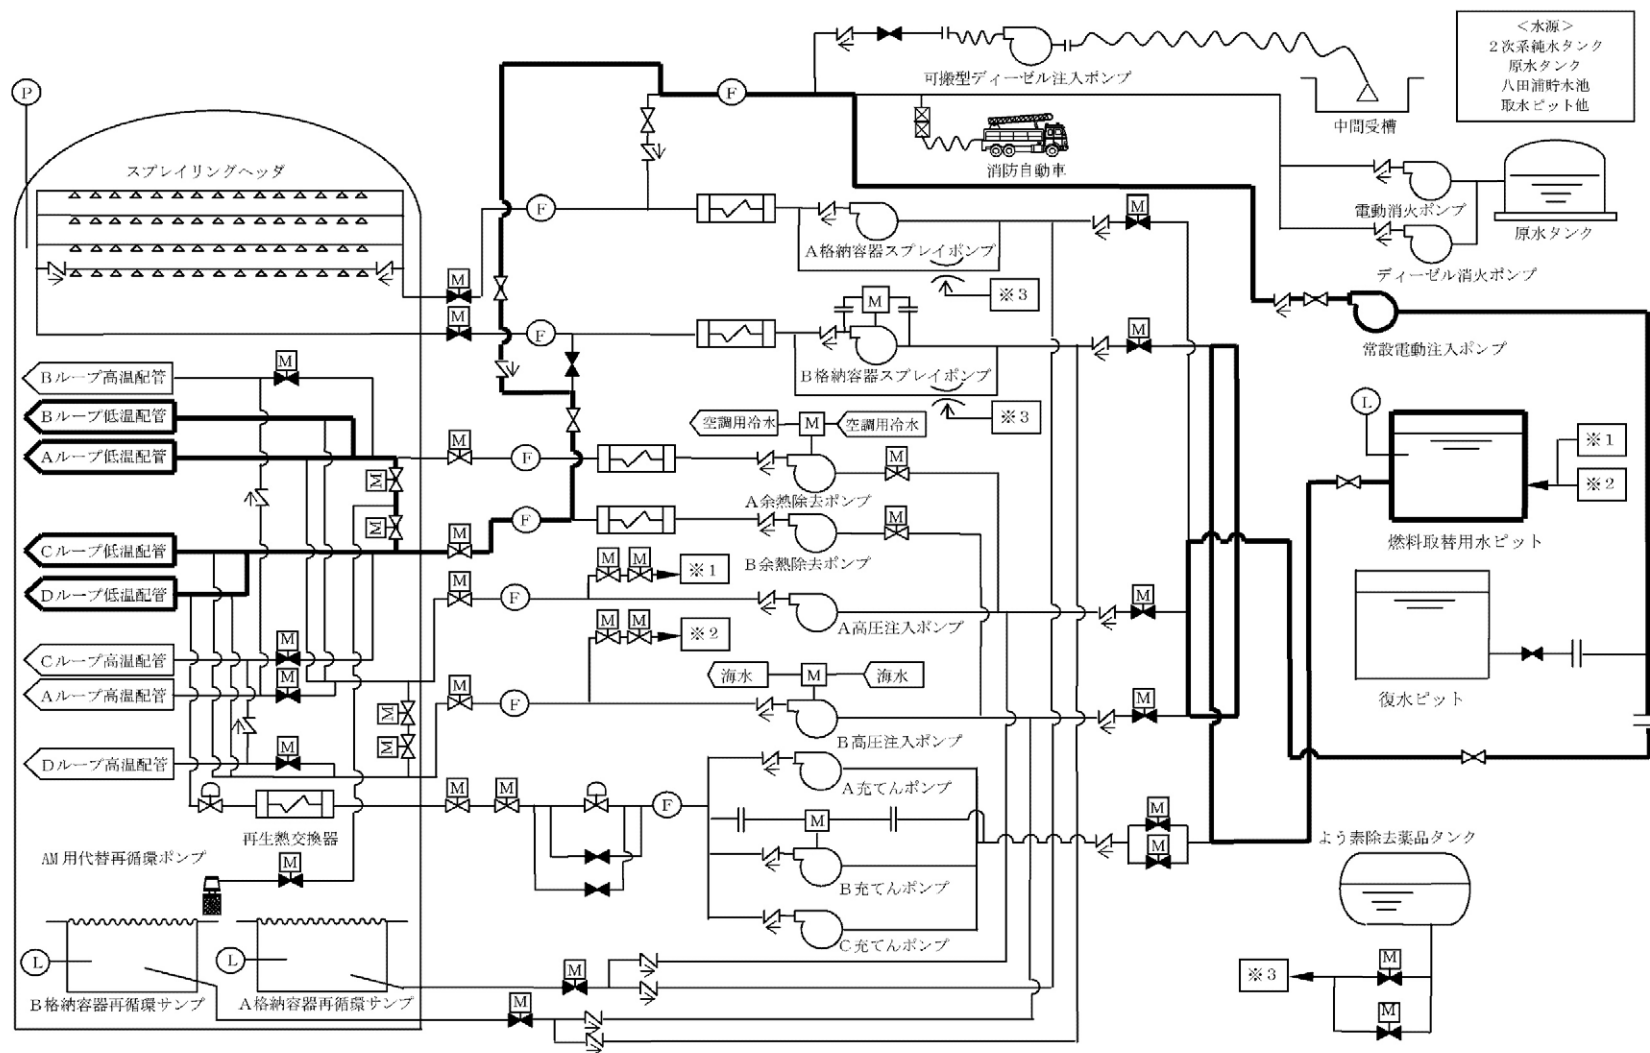 <水源>
2次系純水タンク
原水タンク
八田浦貯水池
取水ピット他
P
F
可搬型ディーゼル注入ポンプ
中間受槽
消防自動車
スプレイリングヘッダ
電動消火ポンプ
原水タンク
ディーゼル消火ポンプ
F
M
A格納容器スプレイポンプ
※3
M
M
F
M
M
常設電動注入ポンプ
B格納容器スプレイポンプ
※3
M
Bループ高温配管
Bループ低温配管
Aループ低温配管
M
F
空調用冷水
M
空調用冷水
M
A余熱除去ポンプ
L
※1
※2
燃料取替用水ピット
M
M
Cループ低温配管
Dループ低温配管
M
F
M
B余熱除去ポンプ
M
M
※1
M
F
A高圧注入ポンプ
M
M
M
※2
Cループ高温配管
Aループ高温配管
M
M
M
F
海水
M
海水
B高圧注入ポンプ
M
復水ピット
M
M
Dループ高温配管
M
再生熱交換器
M
M
F
A充てんポンプ
M
B充てんポンプ
C充てんポンプ
M
M
よう素除去薬品タンク
AM用代替再循環ポンプ
M
L
B格納容器再循環サンプ
L
A格納容器再循環サンプ
M
M
※3
M
M